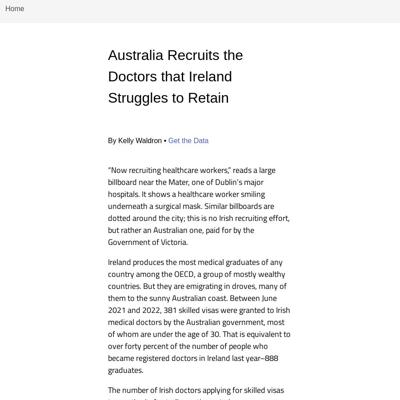 Home
Australia Recruits the
Doctors that Ireland
Struggles to Retain
By Kelly Waldron • Get the Data
“Now recruiting healthcare workers,” reads a large
billboard near the Mater, one of Dublin’s major
hospitals. It shows a healthcare worker smiling
underneath a surgical mask. Similar billboards are
dotted around the city; this is no Irish recruiting effort,
but rather an Australian one, paid for by the
Government of Victoria.
Ireland produces the most medical graduates of any
country among the OECD, a group of mostly wealthy
countries. But they are emigrating in droves, many of
them to the sunny Australian coast. Between June
2021 and 2022, 381 skilled visas were granted to Irish
medical doctors by the Australian government, most
of whom are under the age of 30. That is equivalent to
over forty percent of the number of people who
became registered doctors in Ireland last year–888
graduates.
The number of Irish doctors applying for skilled visas